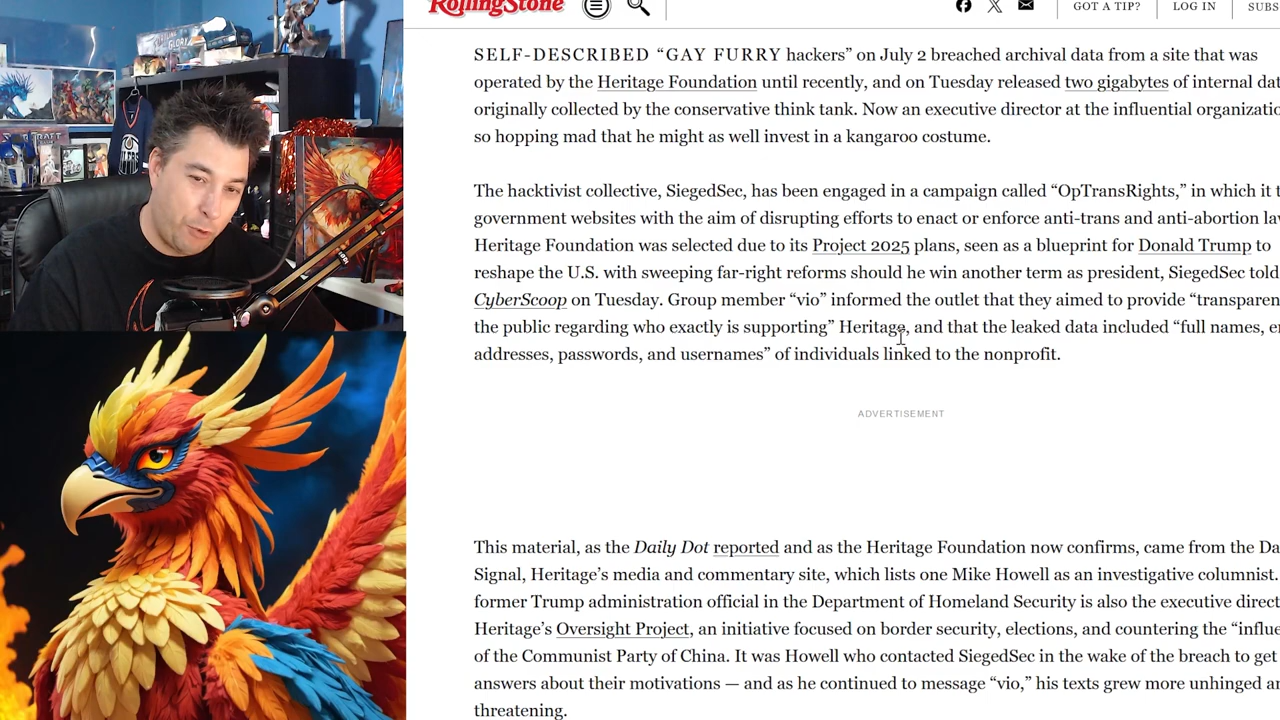 RollingStone
GOT A TIP?
LOG IN
SUBS
SELF-DESCRIBED “GAY FURRY hackers” on July 2 breached archival data from a site that was
operated by the Heritage Foundation until recently, and on Tuesday released two gigabytes of internal dat
originally collected by the conservative think tank. Now an executive director at the influential organizatio
so hopping mad that he might as well invest in a kangaroo costume.
The hacktivist collective, SiegedSec, has been engaged in a campaign called “OpTransRights,” in which it t
government websites with the aim of disrupting efforts to enact or enforce anti-trans and anti-abortion la
Heritage Foundation was selected due to its Project 2025 plans, seen as a blueprint for Donald Trump to
reshape the U.S. with sweeping far-right reforms should he win another term as president, SiegedSec told
CyberScoop on Tuesday. Group member “vio” informed the outlet that they aimed to provide “transparen
the public regarding who exactly is supporting” Heritage, and that the leaked data included “full names, e
addresses, passwords, and usernames” of individuals linked to the nonprofit.
ADVERTISEMENT
This material, as the Daily Dot reported and as the Heritage Foundation now confirms, came from the Da
Signal, Heritage’s media and commentary site, which lists one Mike Howell as an investigative columnist.
former Trump administration official in the Department of Homeland Security is also the executive direct
Heritage’s Oversight Project, an initiative focused on border security, elections, and countering the “influe
of the Communist Party of China. It was Howell who contacted SiegedSec in the wake of the breach to get
answers about their motivations — and as he continued to message “vio,” his texts grew more unhinged a
threatening.